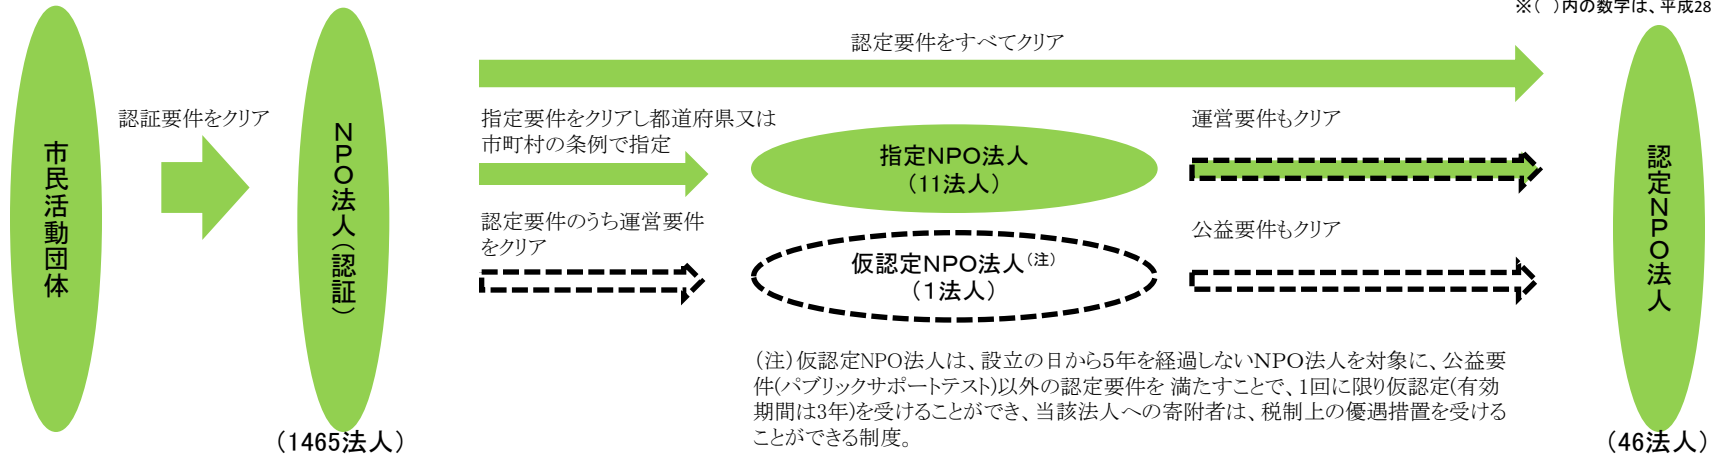 ※( )内の数字は、平成28
認定要件をすべてクリア
市民活動団体
認証要件をクリア
NPO法人(認証)
(1465法人)
指定要件をクリアし都道府県又は
市町村の条例で指定
指定NPO法人
(11法人)
運営要件もクリア
認定要件のうち運営要件
をクリア
仮認定NPO法人(注)
(1法人)
公益要件もクリア
認定NPO法人
(46法人)
(注)仮認定NPO法人は、設立の日から5年を経過しないNPO法人を対象に、公益要
件(パブリックサポートテスト)以外の認定要件を 満たすことで、1回に限り仮認定(有効
期間は3年)を受けることができ、当該法人への寄附者は、税制上の優遇措置を受ける
ことができる制度。